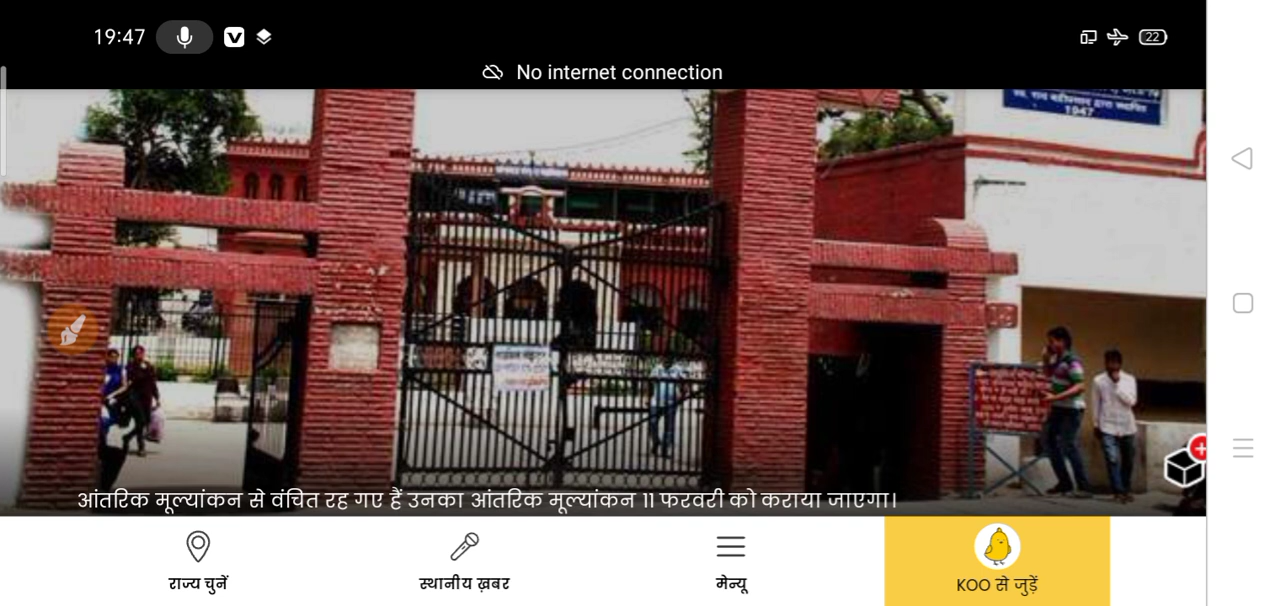 19:47
22
No internet connection
द्वारा स्थापित
1947
आंतरिक मूल्यांकन से वंचित रह गए हैं उनका आंतरिक मूल्यांकन 11 फरवरी को कराया जाएगा।
राज्य चुनें
स्थानीय ख़बर
मेन्यू
KOO से जुड़ें